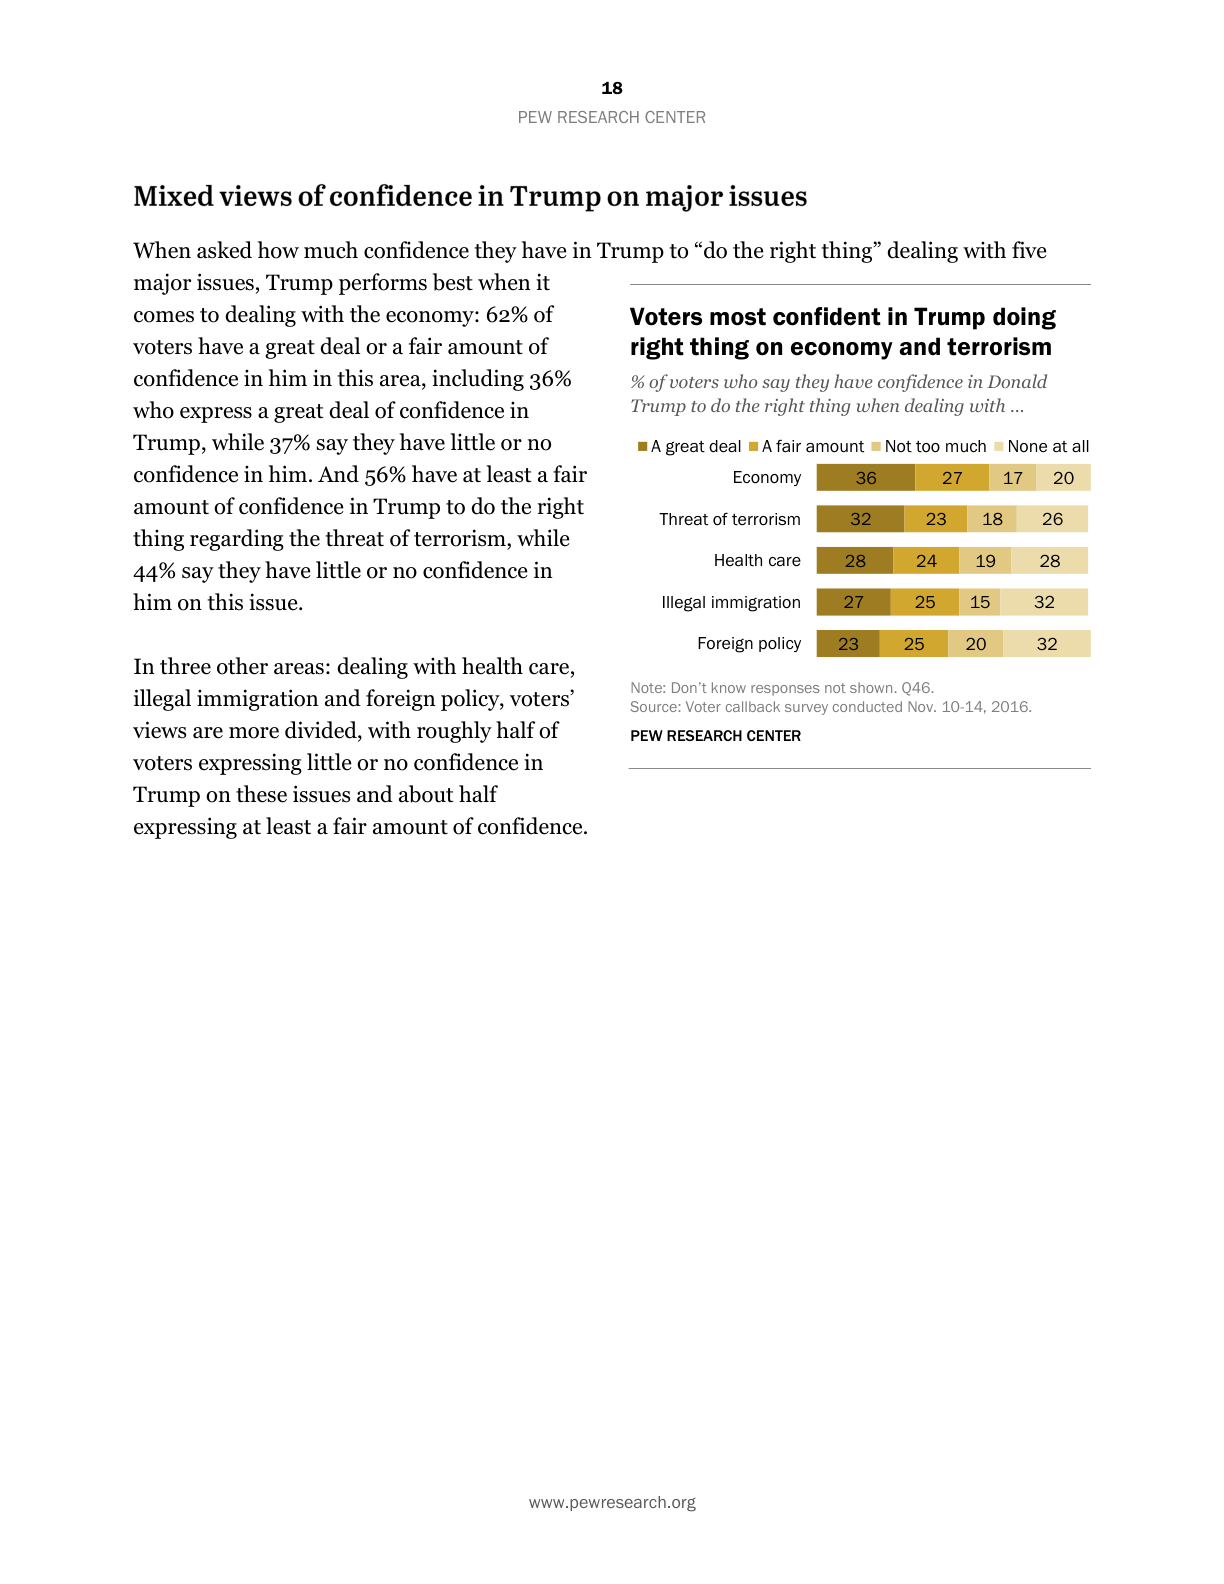 18
PEW RESEARCH CENTER
Mixed views of confidence in Trump on major issues
When asked how much confidence they have in Trump to “do the right thing” dealing with five
major issues, Trump performs best when it
comes to dealing with the economy: 62% of
voters have a great deal or a fair amount of
confidence in him in this area, including 36%
who express a great deal of confidence in
Trump, while 37% say they have little or no
confidence in him. And 56% have at least a fair
amount of confidence in Trump to do the right
thing regarding the threat of terrorism, while
44% say they have little or no confidence in
him on this issue.
In three other areas: dealing with health care,
illegal immigration and foreign policy, voters’
views are more divided, with roughly half of
voters expressing little or no confidence in
Trump on these issues and about half
expressing at least a fair amount of confidence.
Voters most confident in Trump doing
right thing on economy and terrorism
% of voters who say they have confidence in Donald
Trump to do the right thing when dealing with ...
A great deal A fair amount Not too much None at all
Economy 36 27 17 20
Threat of terrorism 32 23 18 26
Health care 28 24 19 28
Illegal immigration 27 25 15 32
Foreign policy 23 25 20 32
Note: Don’t know responses not shown. Q46.
Source: Voter callback survey conducted Nov. 10-14, 2016.
PEW RESEARCH CENTER
www.pewresearch.org